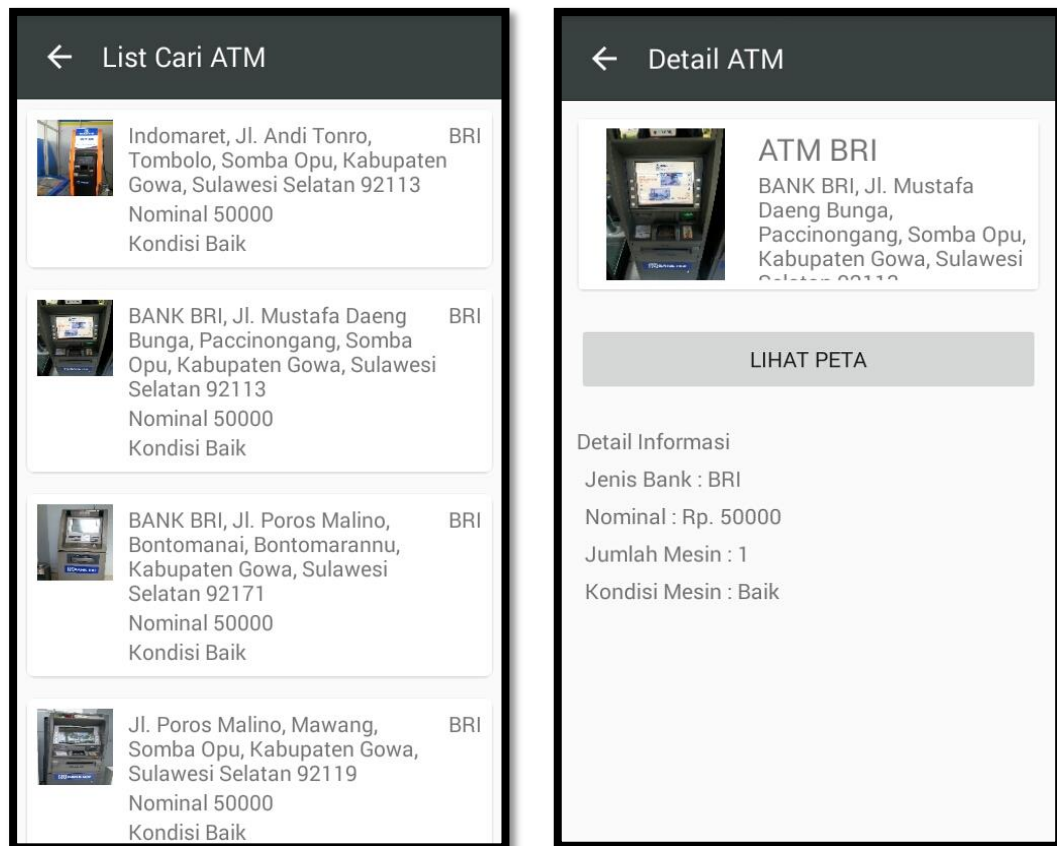 List Cari ATM
Indomaret, Jl. Andi Tonro,
Tombolo, Somba Opu, Kabupaten
Gowa, Sulawesi Selatan 92113
BRI
Nominal 50000
Kondisi Baik
BANK BRI, Jl. Mustafa Daeng
Bunga, Paccinongang, Somba
Opu, Kabupaten Gowa, Sulawesi
Selatan 92113
BRI
Nominal 50000
Kondisi Baik
BANK BRI, Jl. Poros Malino,
Bontomanai, Bontomarannu,
Kabupaten Gowa, Sulawesi
Selatan 92171
BRI
Nominal 50000
Kondisi Baik
Jl. Poros Malino, Mawang,
Somba Opu, Kabupaten Gowa,
Sulawesi Selatan 92119
BRI
Nominal 50000
Kondisi Baik
Detail ATM
ATM BRI
BANK BRI, Jl. Mustafa
Daeng Bunga,
Paccinongang, Somba Opu,
Kabupaten Gowa, Sulawesi
LIHAT PETA
Detail Informasi
Jenis Bank : BRI
Nominal : Rp. 50000
Jumlah Mesin : 1
Kondisi Mesin : Baik